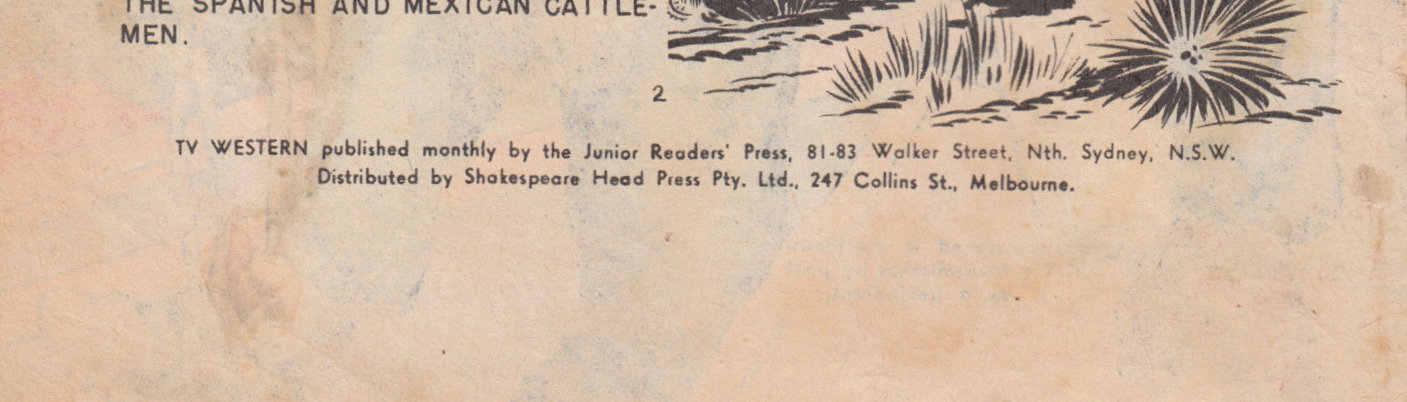 THE SPANISH AND MEXICAN CATTLE-
MEN.
2
TV WESTERN published monthly by the Junior Readers' Press, 81-83 Walker Street, Nth. Sydney, N.S.W.
Distributed by Shakespeare Head Press Pty. Ltd., 247 Collins St., Melbourne.